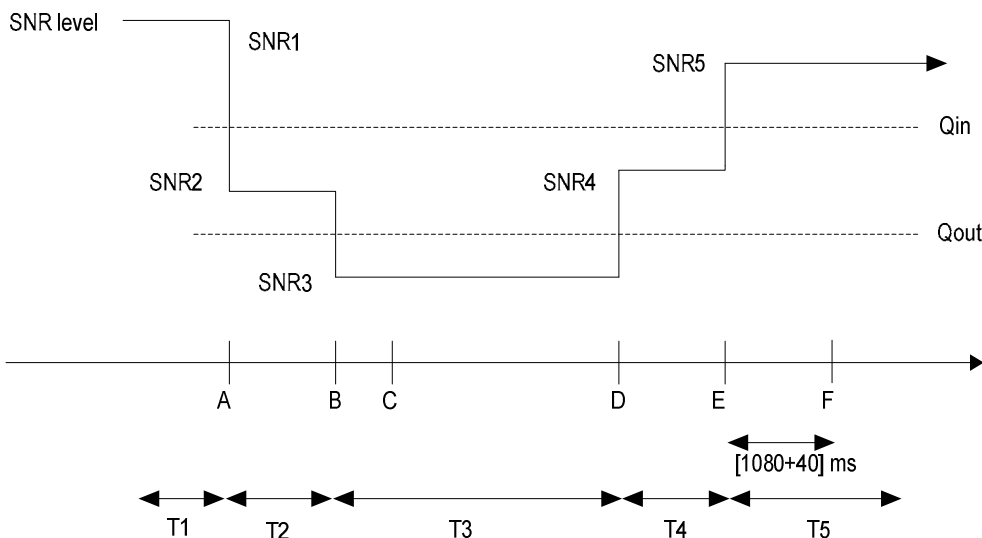 SNR level
SNR1
SNR5
Qin
SNR2
SNR4
Qout
SNR3
A B C D E F
[1080+40] ms
T1 T2 T3 T4 T5